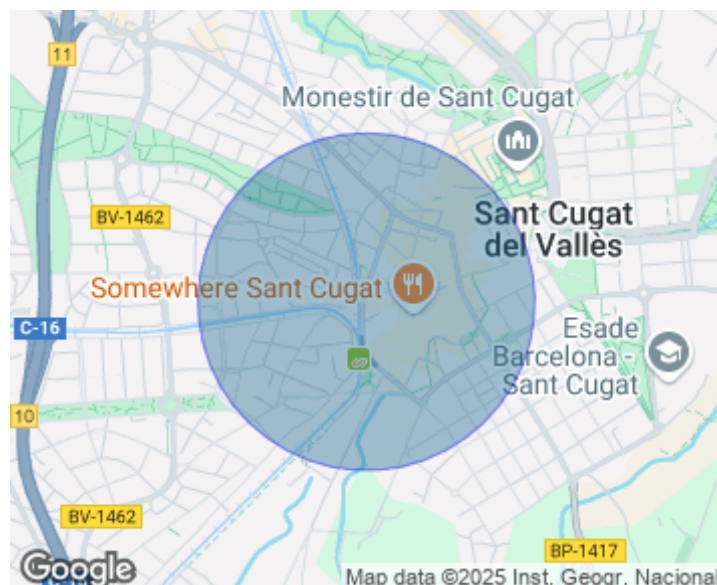 11
Monestir de Sant Cugat
BV-1462
Sant Cugat
del Vallès
Somewhere Sant Cugat
C-16
Esade
Barcelona -
Sant Cugat
10
BV-1462
BP-1417
Google
Map data ©2025 Inst. Geogr. Nacional